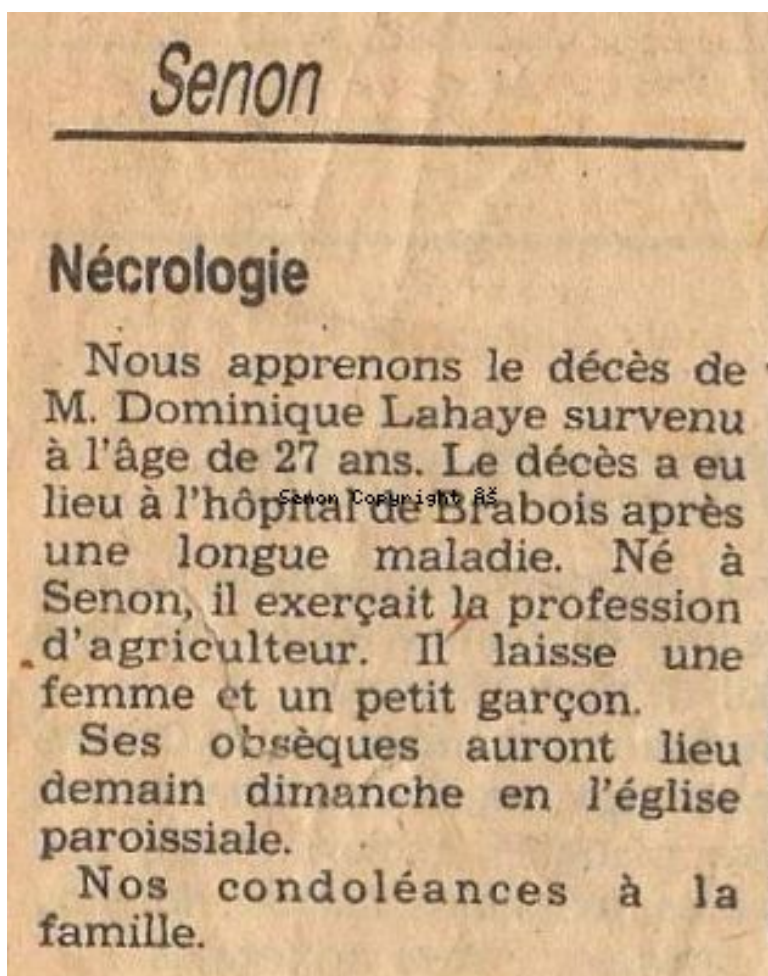 Senon
Nécrologie
Nous apprenons le décès de
M. Dominique Lahaye survenu
à l'âge de 27 ans. Le décès a eu
lieu à l'hôpital de Brabois après
Senon Copyright Âš
une longue maladie. Né à
Senon, il exerçait la profession
d'agriculteur. Il laisse une
femme et un petit garçon.
Ses obsèques auront lieu
demain dimanche en l'église
paroissiale.
Nos condoléances à la
famille.